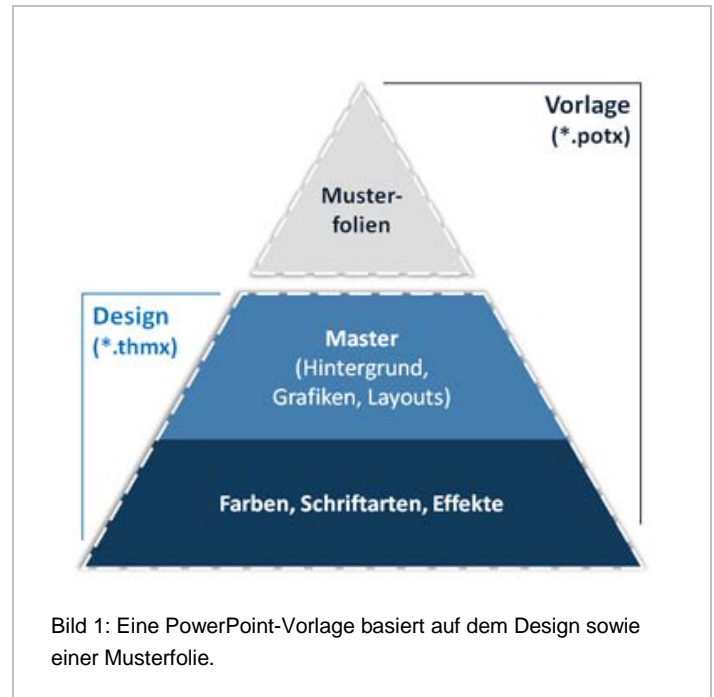 Vorlage
(*.potx)
Muster-
folien
Design
(*.thmx)
Master
(Hintergrund,
Grafiken, Layouts)
Farben, Schriftarten, Effekte
Bild 1: Eine PowerPoint-Vorlage basiert auf dem Design sowie
einer Musterfolie.